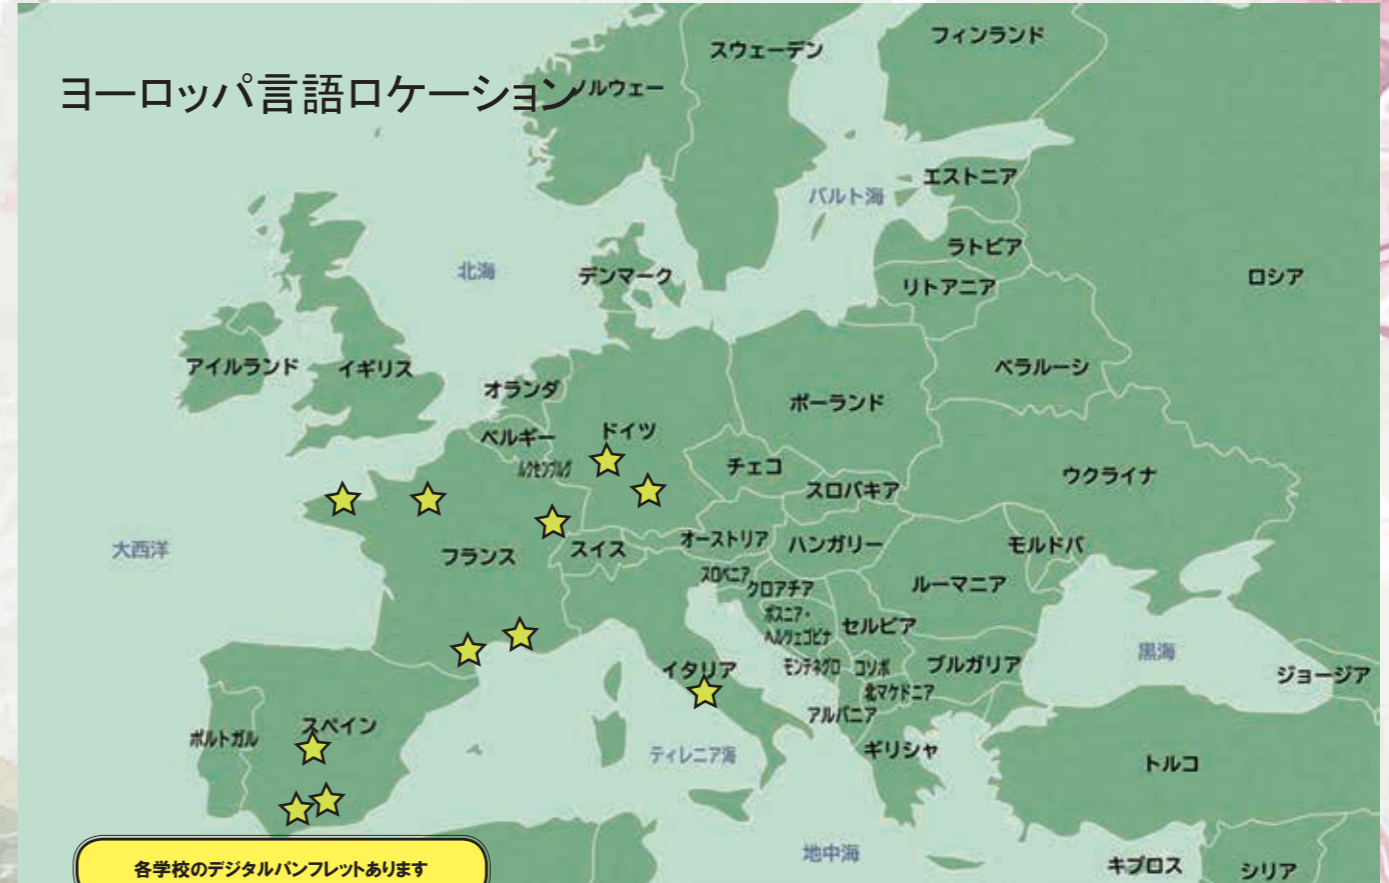 ヨーロッパ言語ロケーション
ノルウェー
スウェーデン
フィンランド
エストニア
バルト海
ラトビア
リトアニア
ロシア
北海
デンマーク
アイルランド
イギリス
オランダ
ベラルーシ
ポーランド
ベルギー
ドイツ
ルクセンブルグ
チェコ
スロバキア
ウクライナ
大西洋
フランス
スイス
オーストリア
ハンガリー
モルドバ
スロベニア
クロアチア
ルーマニア
ボスニア・
ヘルツェゴビナ
セルビア
黒海
イタリア
モンテネグロ
コソボ
ブルガリア
ジョージア
北マケドニア
アルバニア
ポルトガル
スペイン
ティレニア海
ギリシャ
トルコ
地中海
キプロス
シリア
各学校のデジタルパンフレットあります